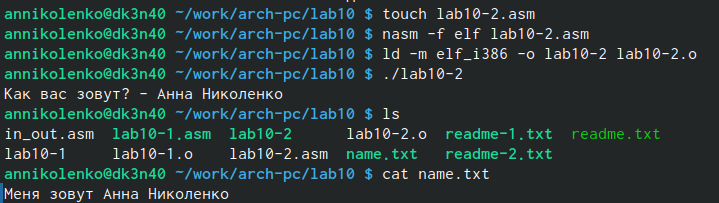 annikolenko@dk3n40 ~/work/arch-pc/lab10 $ touch lab10-2.asm
annikolenko@dk3n40 ~/work/arch-pc/lab10 $ nasm -f elf lab10-2.asm
annikolenko@dk3n40 ~/work/arch-pc/lab10 $ ld -m elf_i386 -o lab10-2 lab10-2.o
annikolenko@dk3n40 ~/work/arch-pc/lab10 $ ./lab10-2
Как вас зовут? - Анна Николенко
annikolenko@dk3n40 ~/work/arch-pc/lab10 $ ls
in_out.asm lab10-1.asm lab10-2 lab10-2.o readme-1.txt readme.txt
lab10-1 lab10-1.o lab10-2.asm name.txt readme-2.txt
annikolenko@dk3n40 ~/work/arch-pc/lab10 $ cat name.txt
Меня зовут Анна Николенко